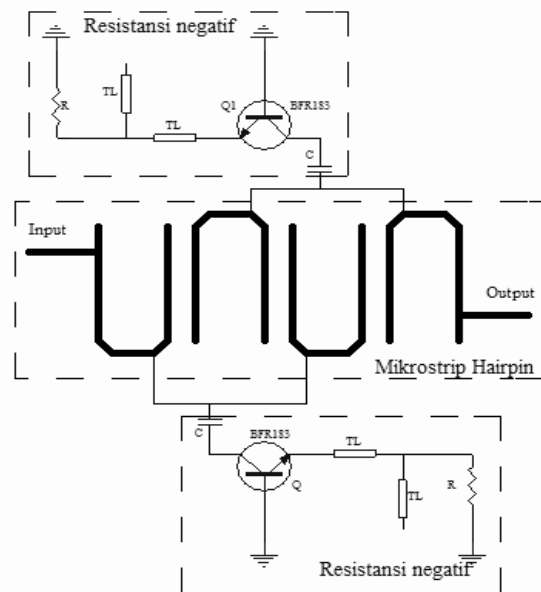 Resistansi negatif
TL
R
Q1
BFR183
TL
C
Input
Output
Mikrostrip Hairpin
C
BFR183
TL
Q
TL
R
Resistansi negatif